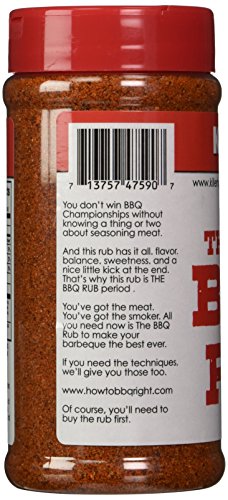 7 13757 47590 7
You don't win BBQ
Championships without
knowing a thing or two
about seasoning meat.
And this rub has it all, flavor,
balance, sweetness, and a
nice little kick at the end.
That's why this rub is THE
BBQ RUB period .
You've got the meat.
You've got the smoker. All
you need now is The BBQ
Rub to make your
barbeque the best ever.
If you need the techniques,
we'll give you those too.
www.howtobbqright.com
Of course, you'll need to
buy the rub first.